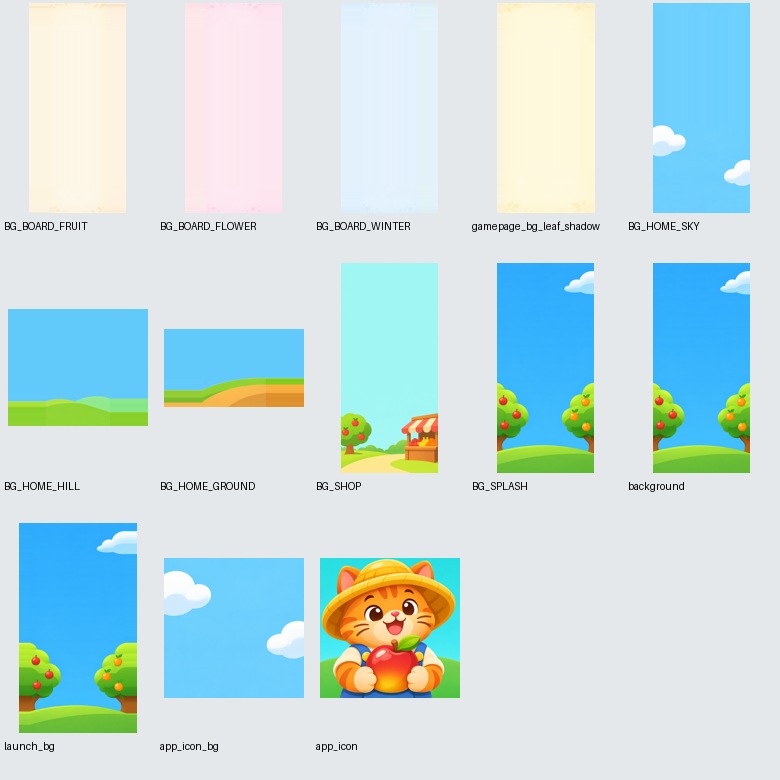 BG_BOARD_FRUIT
BG_BOARD_FLOWER
BG_BOARD_WINTER
gamepage_bg_leaf_shadow
BG_HOME_SKY
BG_HOME_HILL
BG_HOME_GROUND
BG_SHOP
BG_SPLASH
background
launch_bg
app_icon_bg
app_icon